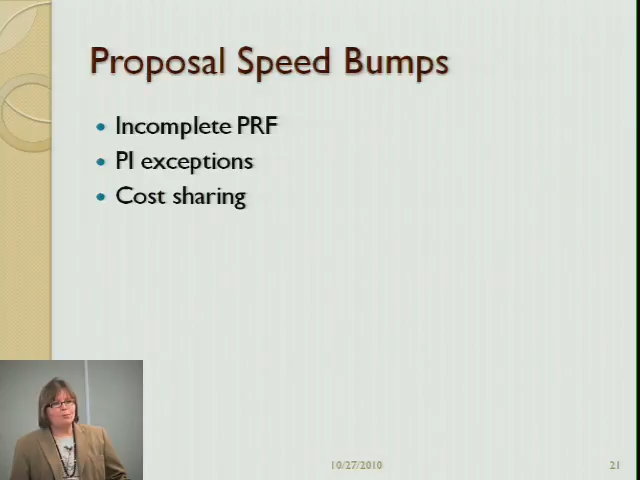 Proposal Speed Bumps
• Incomplete PRF
• PI exceptions
• Cost sharing
10/27/2010
21